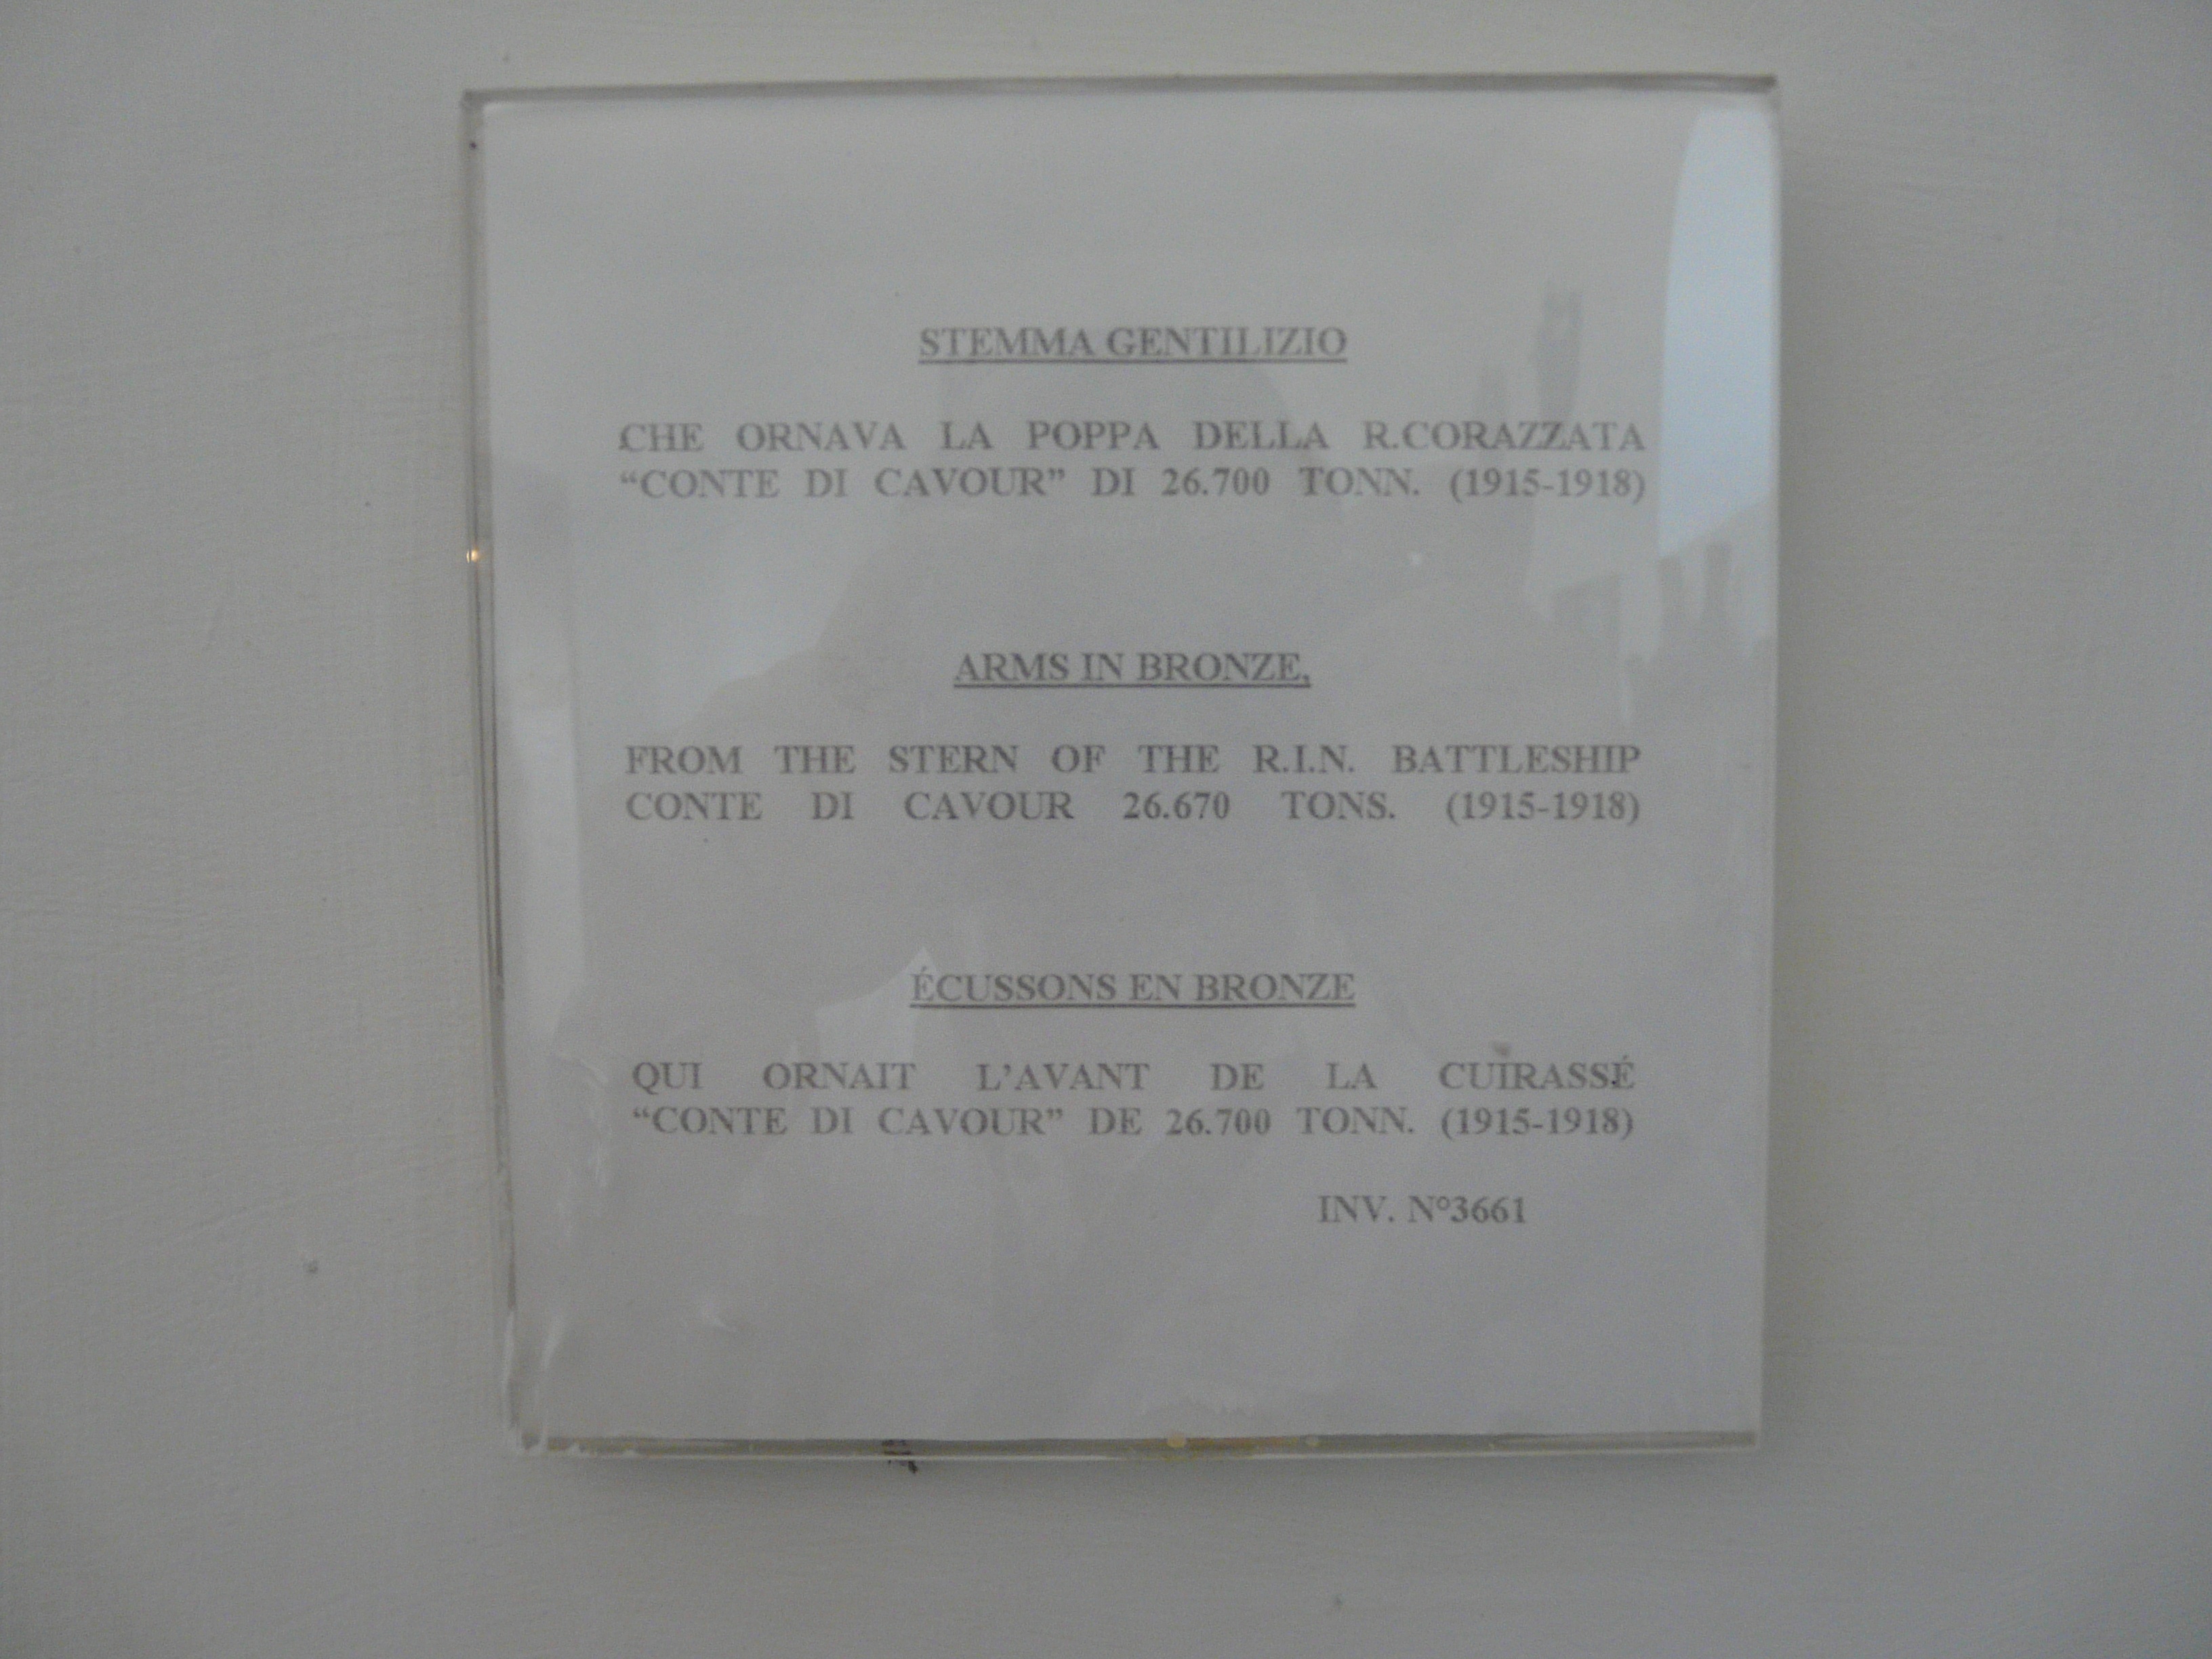 STEMMA GENTILIZIO
CHE ORNAVA LA POPPA DELLA R.CORAZZATA
“CONTE DI CAVOUR” DI 26.700 TONN. (1915-1918)
ARMS IN BRONZE,
FROM THE STERN OF THE R.I.N. BATTLESHIP
CONTE DI CAVOUR 26.670 TONS. (1915-1918)
ÉCUSSONS EN BRONZE
QUI ORNAIT L’AVANT DE LA CUIRASSÉ
“CONTE DI CAVOUR” DE 26.700 TONN. (1915-1918)
INV. N°3661